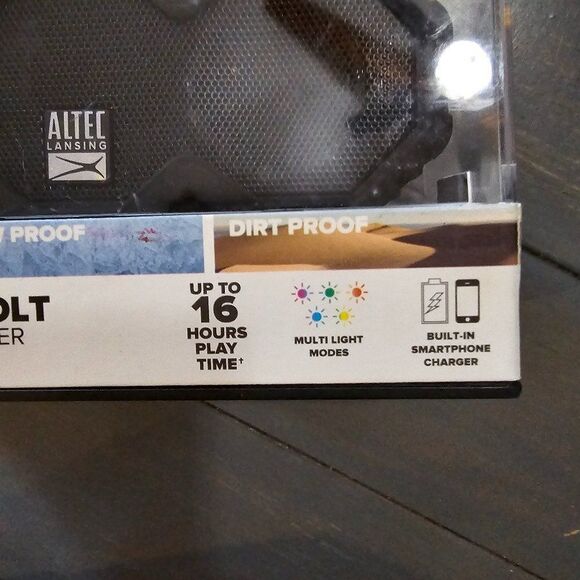 ALTEC
LANSING
W PROOF
DIRT PROOF
OLT
ER
UP TO
16
HOURS
PLAY
TIME†
MULTI LIGHT
MODES
BUILT-IN
SMARTPHONE
CHARGER